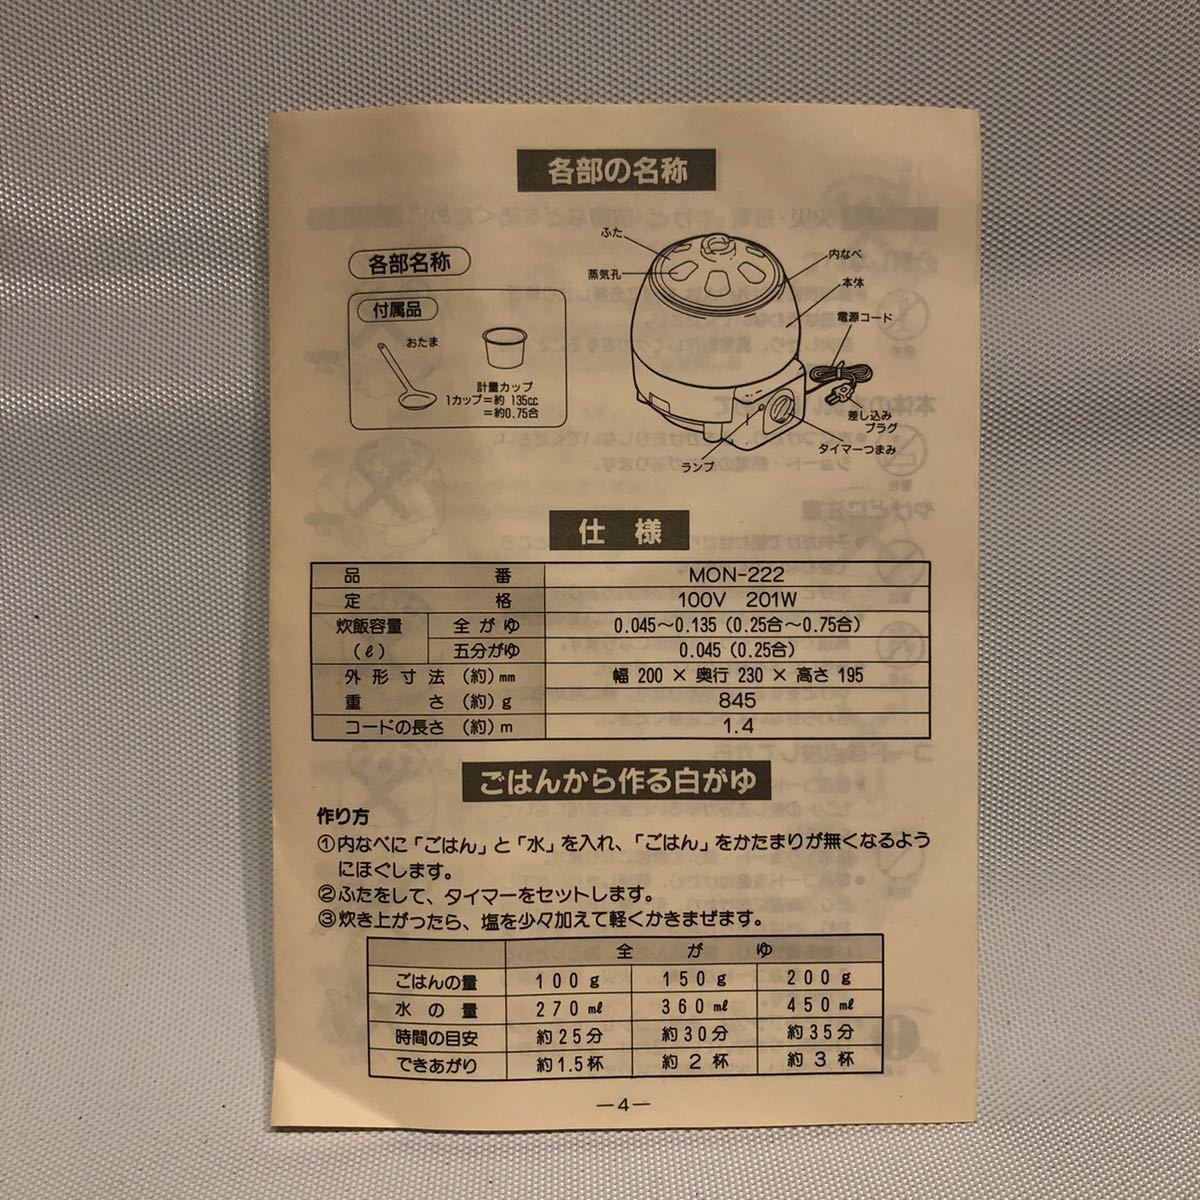 各部の名称
各部名称
付属品
おたま
計量カップ
1カップ＝約 135cc
＝約0.75合
ふた
蒸気孔
内なべ
本体
電源コード
差し込み
プラグ
タイマーつまみ
ランプ
仕 様
品 番 MON-222
定 格 100V 201W
炊飯容量 (ℓ) 全がゆ 0.045～0.135 (0.25合～0.75合)
五分がゆ 0.045 (0.25合)
外形寸法 (約) mm 幅 200 × 奥行 230 × 高さ 195
重 さ (約) g 845
コードの長さ (約) m 1.4
ごはんから作る白がゆ
作り方
①内なべに「ごはん」と「水」を入れ、「ごはん」をかたまりが無くなるよう
にほぐします。
②ふたをして、タイマーをセットします。
③炊き上がったら、塩を少々加えて軽くかきまぜます。
全 が ゆ
ごはんの量 100g 150g 200g
水 の 量 270㎖ 360㎖ 450㎖
時間の目安 約25分 約30分 約35分
できあがり 約1.5杯 約2杯 約3杯
—4—